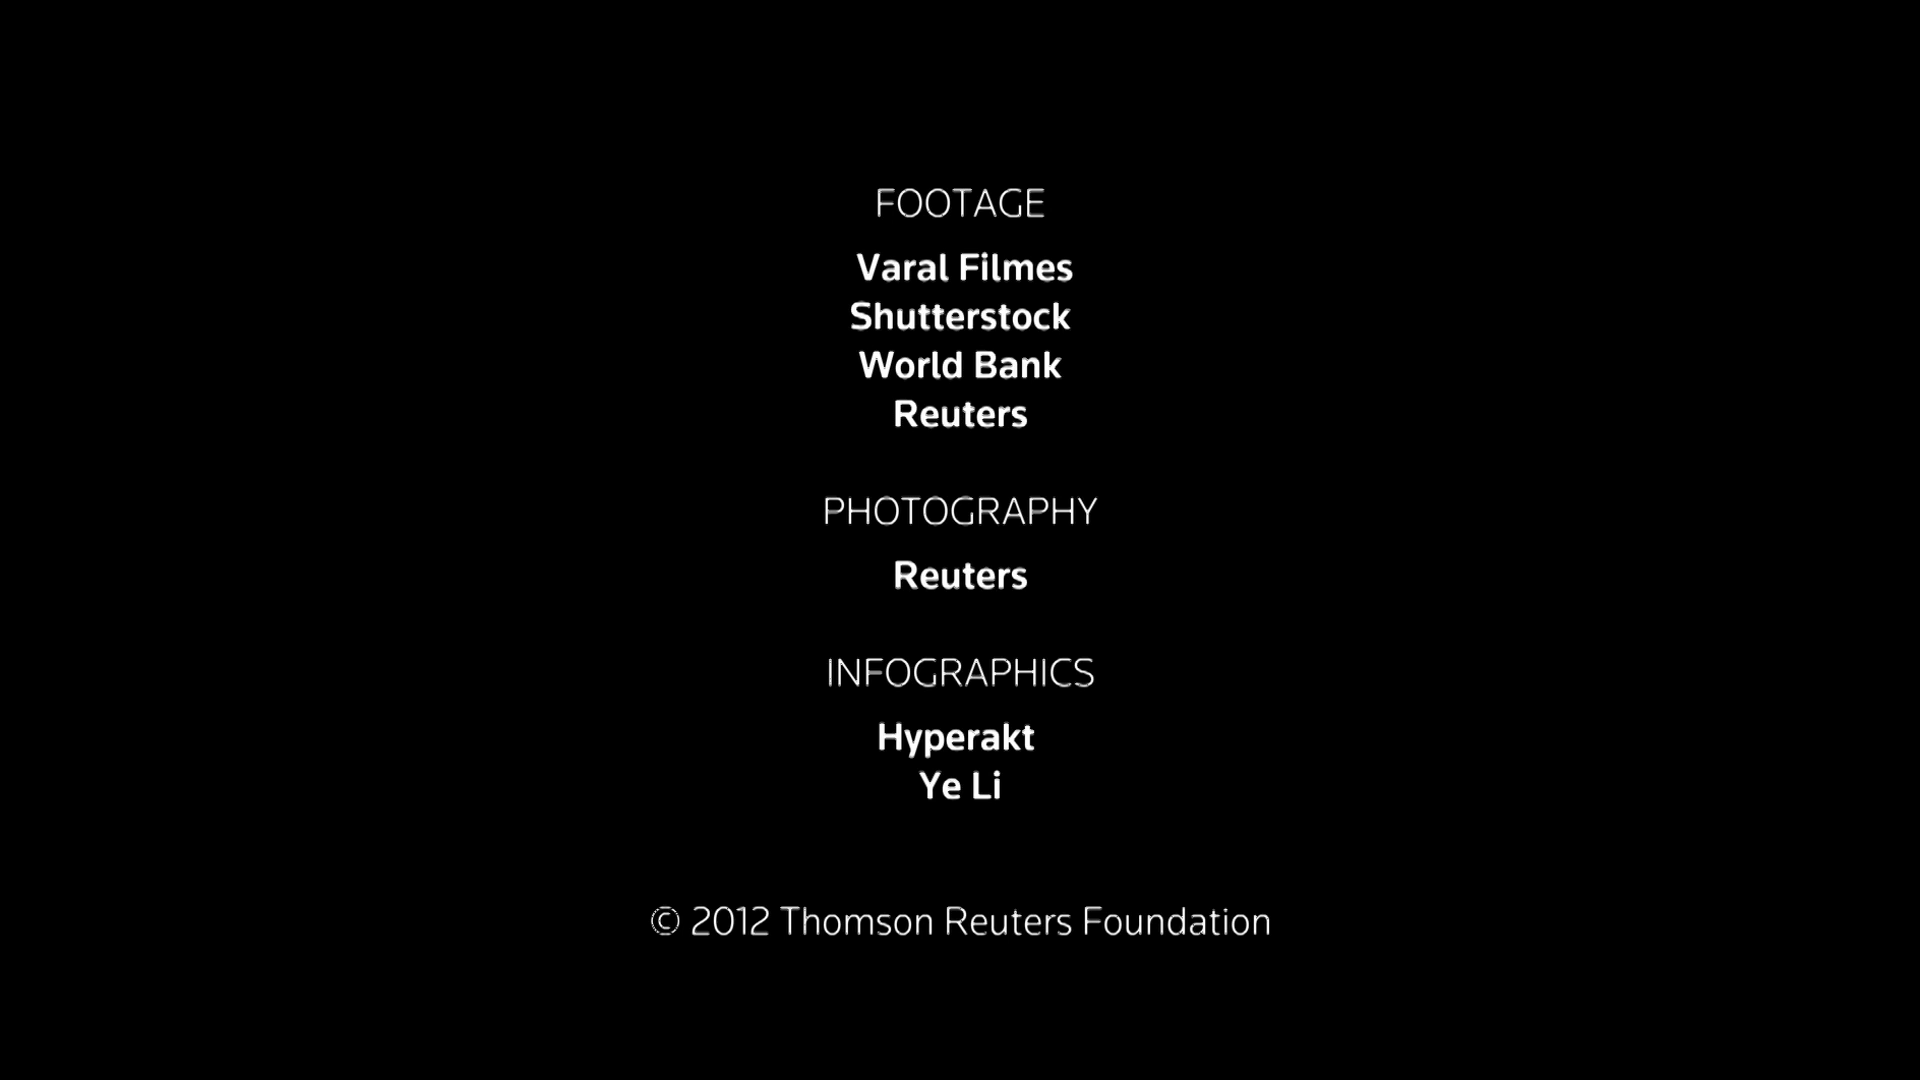 FOOTAGE
Varal Filmes
Shutterstock
World Bank
Reuters
PHOTOGRAPHY
Reuters
INFOGRAPHICS
Hyperakt
Ye Li
© 2012 Thomson Reuters Foundation